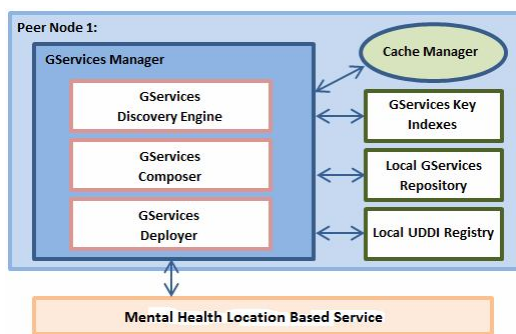 Peer Node 1:
GServices Manager
Cache Manager
GServices
Discovery Engine
GServices Key
Indexes
GServices
Composer
Local GServices
Repository
GServices
Deployer
Local UDDI Registry
Mental Health Location Based Service